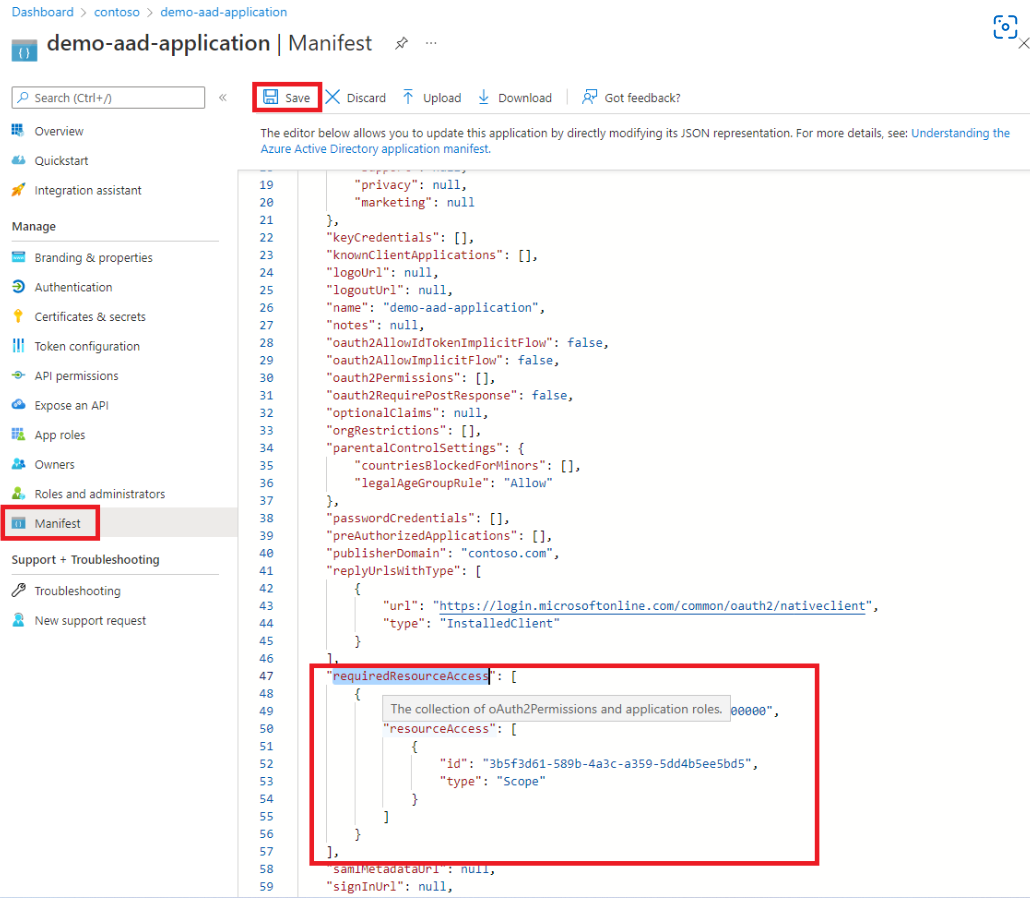 Dashboard > contoso > demo-aad-application
demo-aad-application | Manifest ...
Search (Ctrl+/) «
Save Discard Upload Download Got feedback?
The editor below allows you to update this application by directly modifying its JSON representation. For more details, see: Understanding the
Azure Active Directory application manifest.
Overview
Quickstart
Integration assistant
Manage
Branding & properties
Authentication
Certificates & secrets
Token configuration
API permissions
Expose an API
App roles
Owners
Roles and administrators
Manifest
Support + Troubleshooting
Troubleshooting
New support request
19 "privacy": null,
20 "marketing": null
21 },
22 "keyCredentials": [],
23 "knownClientApplications": [],
24 "logoUrl": null,
25 "logoutUrl": null,
26 "name": "demo-aad-application",
27 "notes": null,
28 "oauth2AllowIdTokenImplicitFlow": false,
29 "oauth2AllowImplicitFlow": false,
30 "oauth2Permissions": [],
31 "oauth2RequirePostResponse": false,
32 "optionalClaims": null,
33 "orgRestrictions": [],
34 "parentalControlSettings": {
35 "countriesBlockedForMinors": [],
36 "legalAgeGroupRule": "Allow"
37 },
38 "passwordCredentials": [],
39 "preAuthorizedApplications": [],
40 "publisherDomain": "contoso.com",
41 "replyUrlsWithType": [
42 {
43 "url": "https://login.microsoftonline.com/common/oauth2/nativeclient",
44 "type": "InstalledClient"
45 }
46 ],
47 "requiredResourceAccess": [
48 {
The collection of oAuth2Permissions and application roles.
49 00000",
50 "resourceAccess": [
51 {
52 "id": "3b5f3d61-589b-4a3c-a359-5dd4b5ee5bd5",
53 "type": "Scope"
54 }
55 ]
56 }
57 ],
58 "samlMetadataUrl": null,
59 "signInUrl": null,